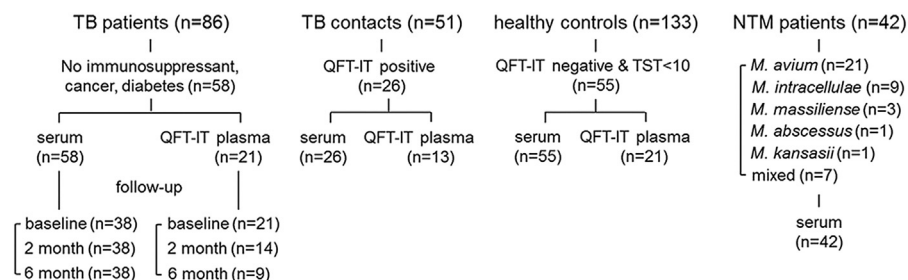 TB patients (n=86)
No immunosuppressant,
cancer, diabetes (n=58)
serum
(n=58)
QFT-IT plasma
(n=21)
follow-up
baseline (n=38)
2 month (n=38)
6 month (n=38)
baseline (n=21)
2 month (n=14)
6 month (n=9)
TB contacts (n=51)
QFT-IT positive
(n=26)
serum
(n=26)
QFT-IT plasma
(n=13)
healthy controls (n=133)
QFT-IT negative & TST<10
(n=55)
serum
(n=55)
QFT-IT plasma
(n=21)
NTM patients (n=42)
M. avium (n=21)
M. intracellulae (n=9)
M. massiliense (n=3)
M. abscessus (n=1)
M. kansasii (n=1)
mixed (n=7)
serum
(n=42)